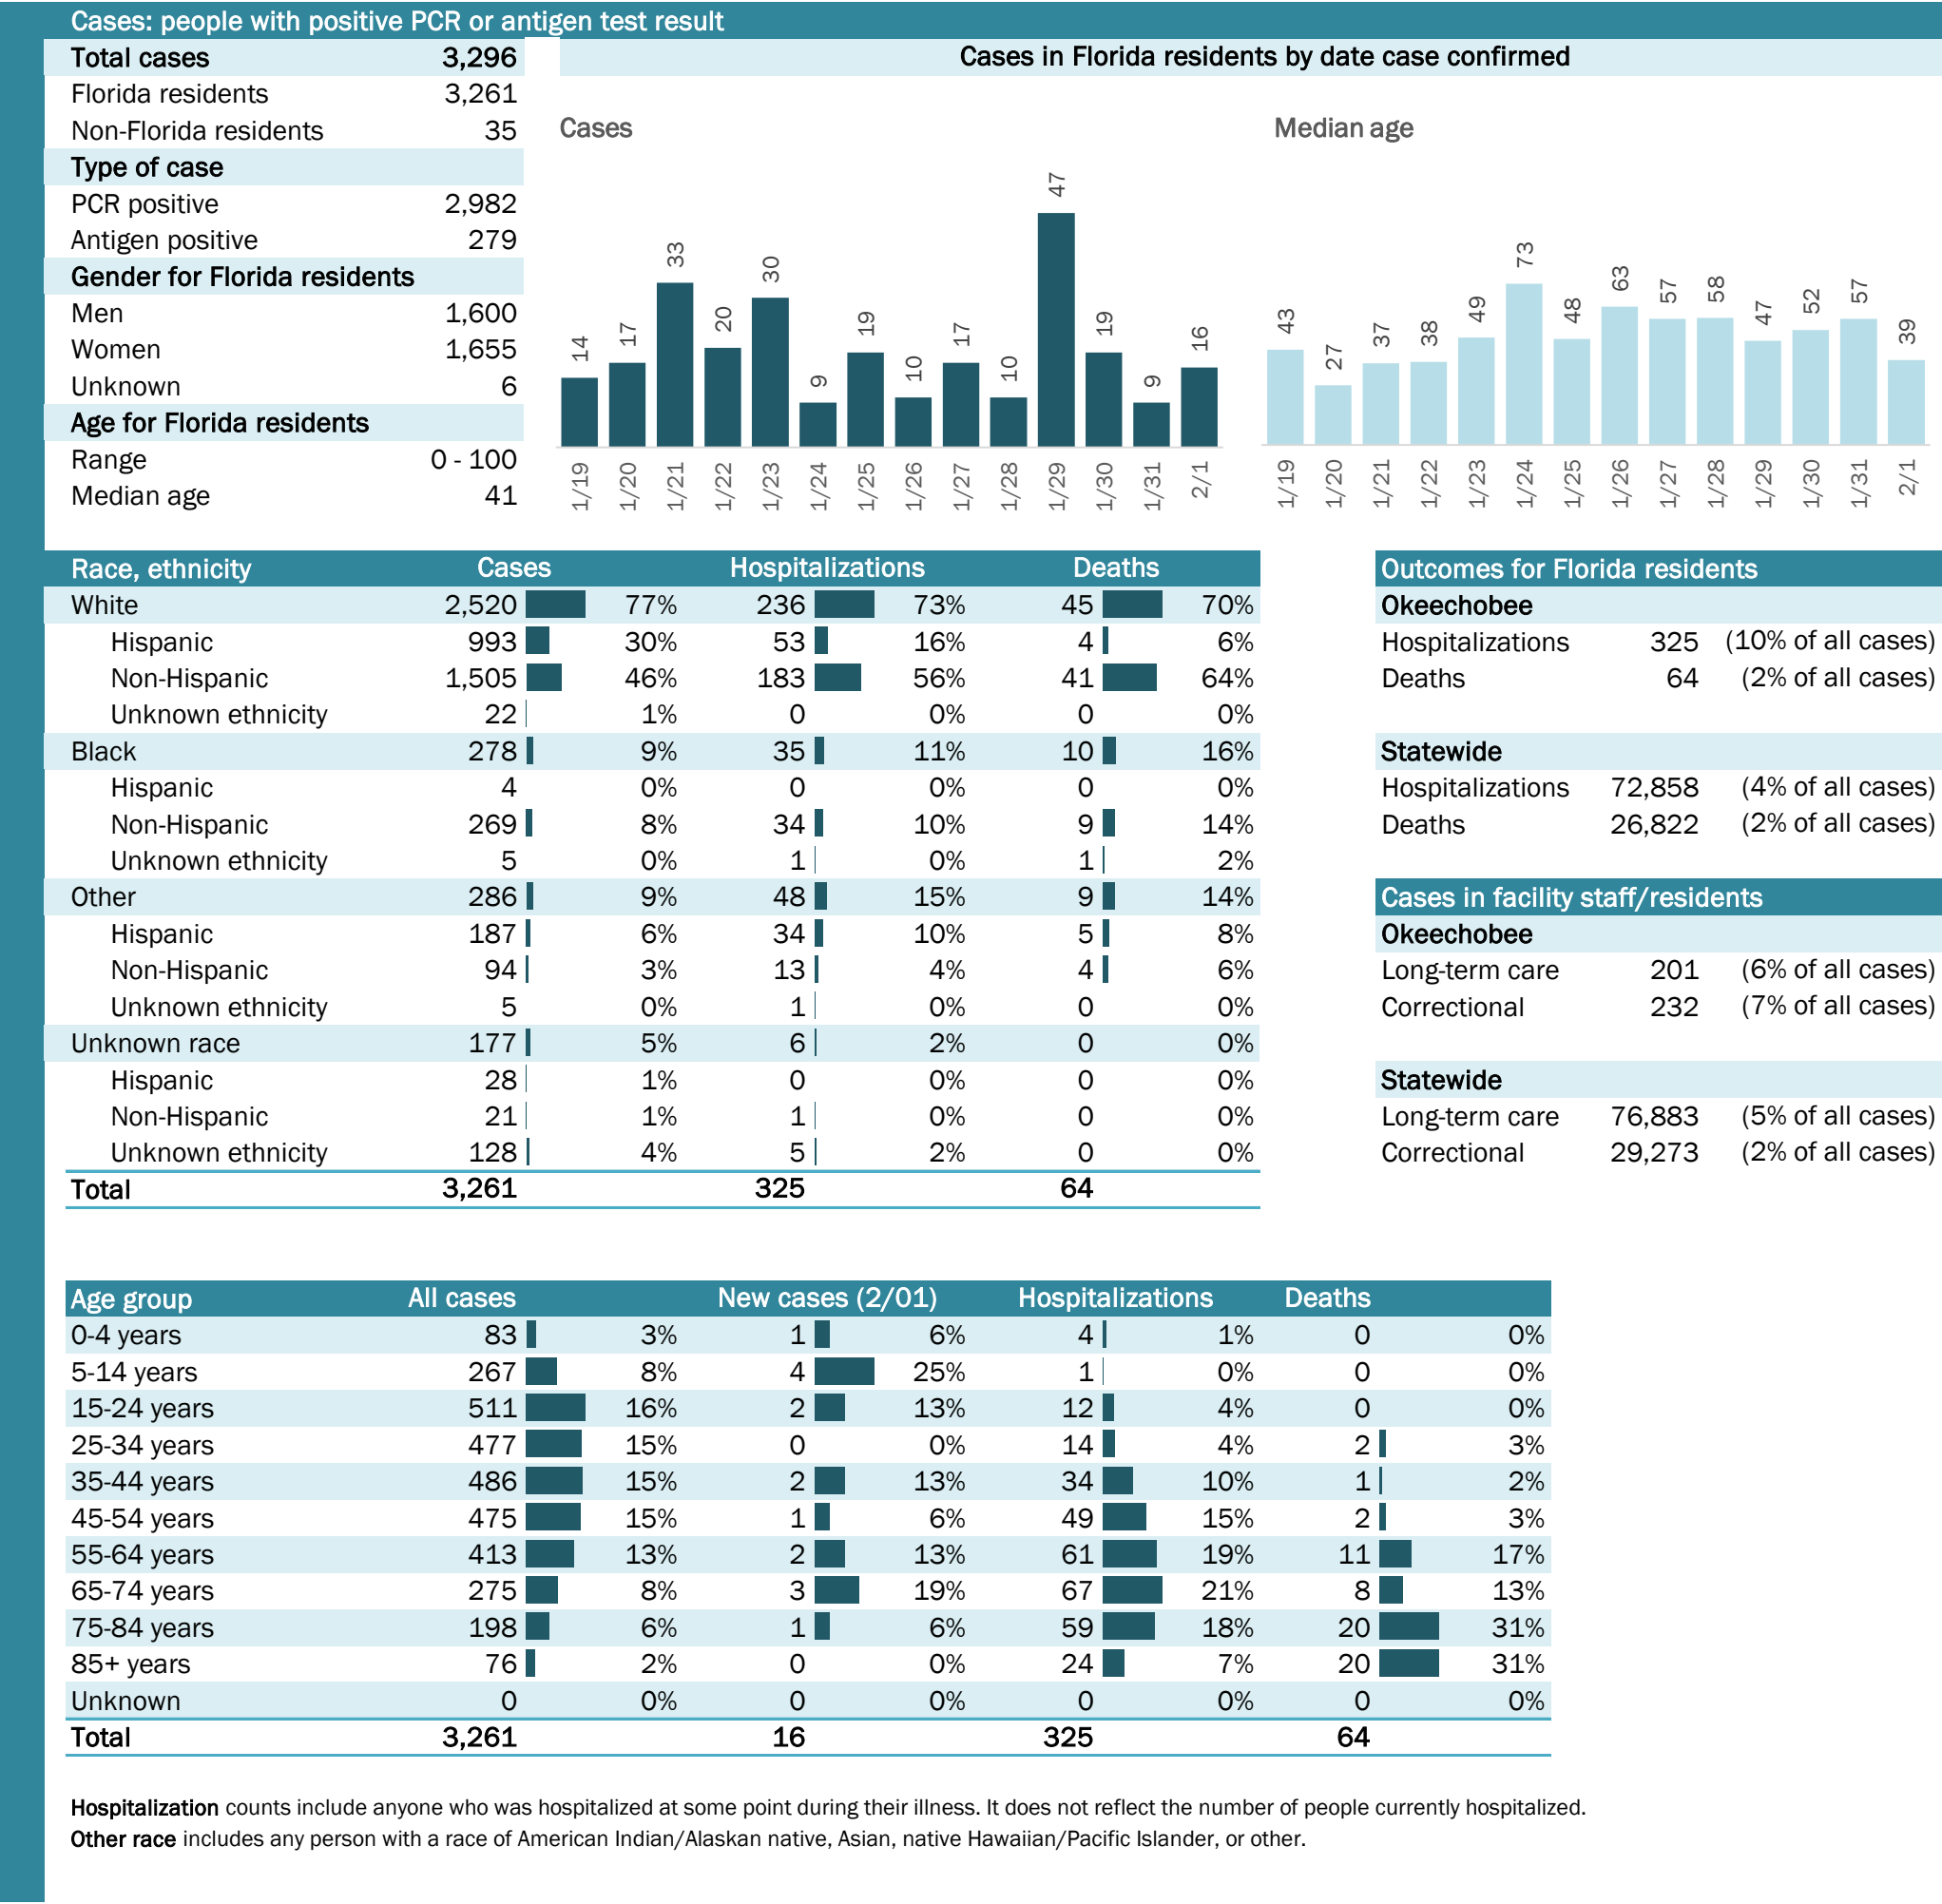 Cases: people with positive PCR or antigen test result
Total cases 3,296
Florida residents 3,261
Non-Florida residents 35
Type of case
PCR positive 2,982
Antigen positive 279
Gender for Florida residents
Men 1,600
Women 1,655
Unknown 6
Age for Florida residents
Range 0 - 100
Median age 41
Cases in Florida residents by date case confirmed
Cases
14 17 33 20 30 9 19 10 17 10 47 19 9 16
1/19 1/20 1/21 1/22 1/23 1/24 1/25 1/26 1/27 1/28 1/29 1/30 1/31 2/1
Median age
43 27 37 38 49 73 48 63 57 58 47 52 57 39
1/19 1/20 1/21 1/22 1/23 1/24 1/25 1/26 1/27 1/28 1/29 1/30 1/31 2/1
Race, ethnicity Cases Hospitalizations Deaths
White 2,520 77% 236 73% 45 70%
Hispanic 993 30% 53 16% 4 6%
Non-Hispanic 1,505 46% 183 56% 41 64%
Unknown ethnicity 22 1% 0 0% 0 0%
Black 278 9% 35 11% 10 16%
Hispanic 4 0% 0 0% 0 0%
Non-Hispanic 269 8% 34 10% 9 14%
Unknown ethnicity 5 0% 1 0% 1 2%
Other 286 9% 48 15% 9 14%
Hispanic 187 6% 34 10% 5 8%
Non-Hispanic 94 3% 13 4% 4 6%
Unknown ethnicity 5 0% 1 0% 0 0%
Unknown race 177 5% 6 2% 0 0%
Hispanic 28 1% 0 0% 0 0%
Non-Hispanic 21 1% 1 0% 0 0%
Unknown ethnicity 128 4% 5 2% 0 0%
Total 3,261 325 64
Outcomes for Florida residents
Okeechobee
Hospitalizations 325 (10% of all cases)
Deaths 64 (2% of all cases)
Statewide
Hospitalizations 72,858 (4% of all cases)
Deaths 26,822 (2% of all cases)
Cases in facility staff/residents
Okeechobee
Long-term care 201 (6% of all cases)
Correctional 232 (7% of all cases)
Statewide
Long-term care 76,883 (5% of all cases)
Correctional 29,273 (2% of all cases)
Age group All cases New cases (2/01) Hospitalizations Deaths
0-4 years 83 3% 1 6% 4 1% 0 0%
5-14 years 267 8% 4 25% 1 0% 0 0%
15-24 years 511 16% 2 13% 12 4% 0 0%
25-34 years 477 15% 0 0% 14 4% 2 3%
35-44 years 486 15% 2 13% 34 10% 1 2%
45-54 years 475 15% 1 6% 49 15% 2 3%
55-64 years 413 13% 2 13% 61 19% 11 17%
65-74 years 275 8% 3 19% 67 21% 8 13%
75-84 years 198 6% 1 6% 59 18% 20 31%
85+ years 76 2% 0 0% 24 7% 20 31%
Unknown 0 0% 0 0% 0 0% 0 0%
Total 3,261 16 325 64
Hospitalization counts include anyone who was hospitalized at some point during their illness. It does not reflect the number of people currently hospitalized.
Other race includes any person with a race of American Indian/Alaskan native, Asian, native Hawaiian/Pacific Islander, or other.